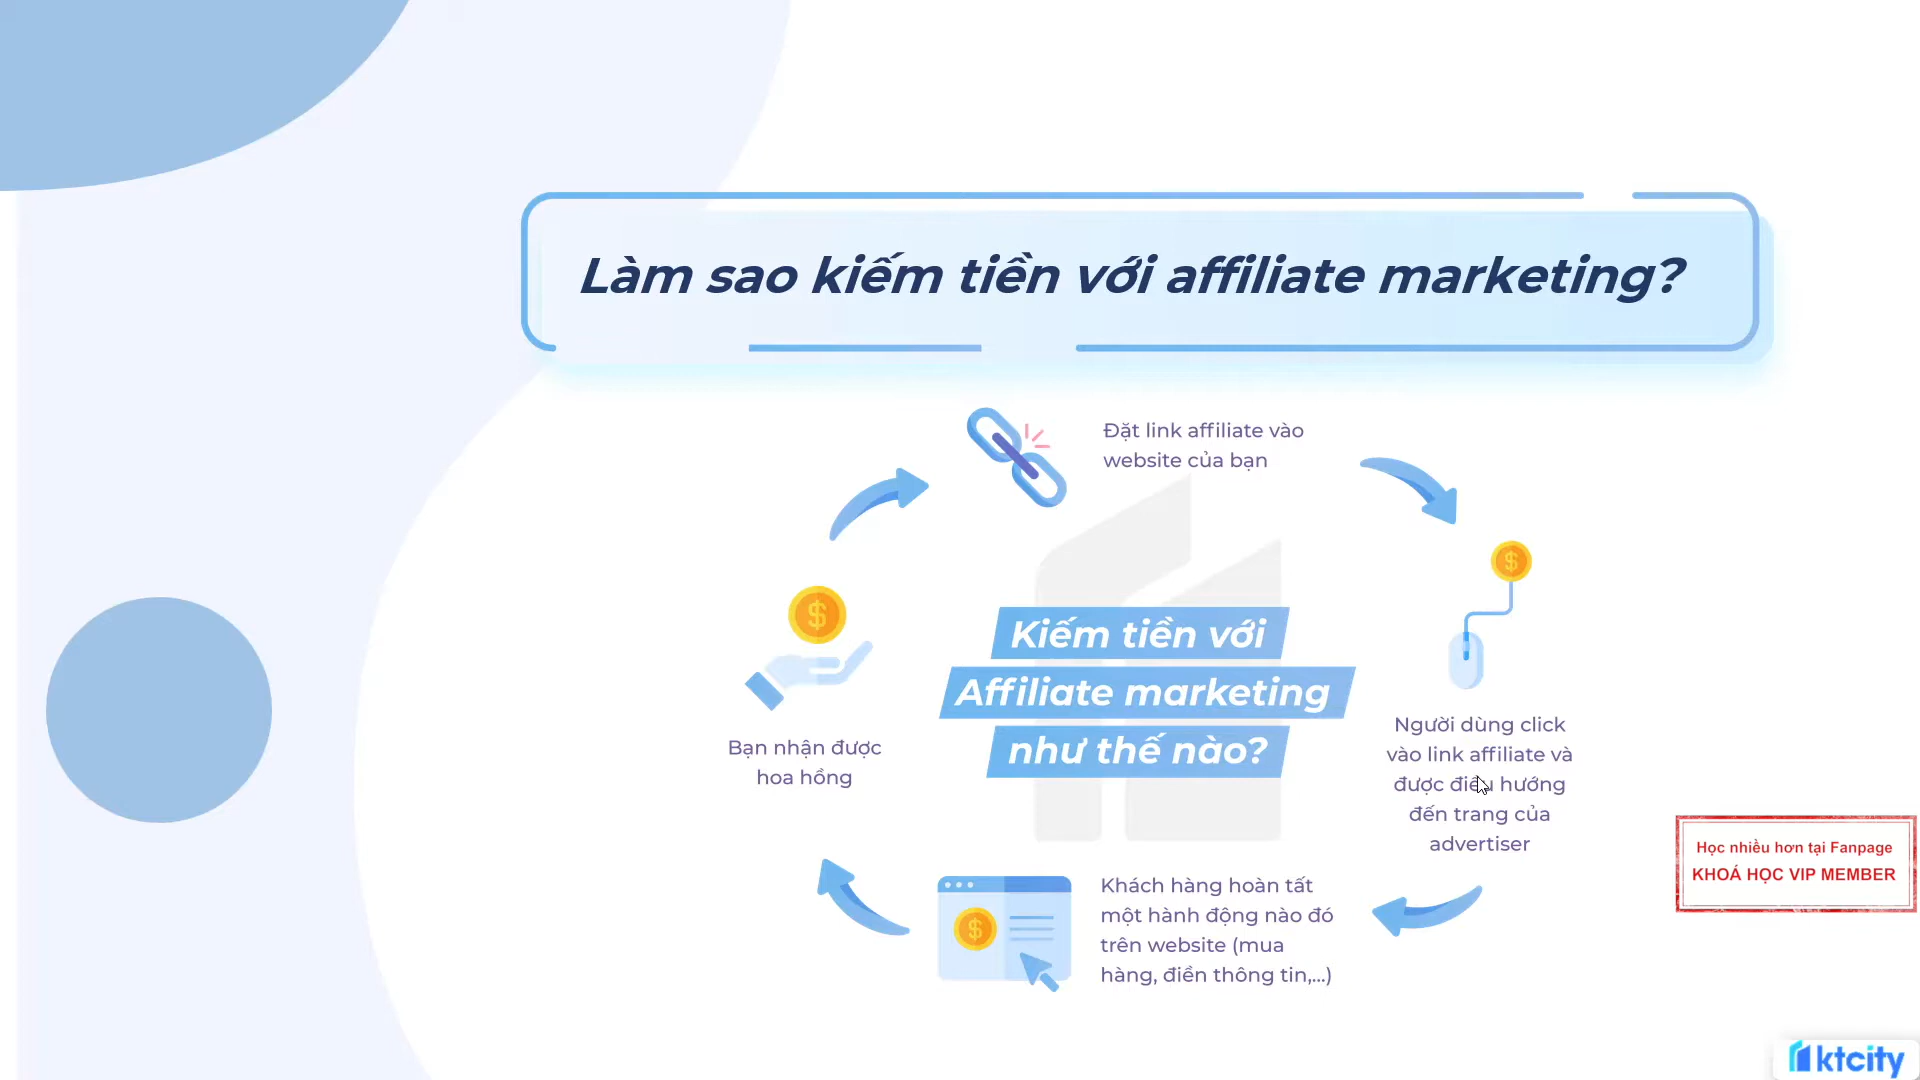 Làm sao kiếm tiền với affiliate marketing?
Đặt link affiliate vào
website của bạn
Kiếm tiền với
Affiliate marketing
như thế nào?
Người dùng click
vào link affiliate và
được điều hướng
đến trang của
advertiser
Bạn nhận được
hoa hồng
Khách hàng hoàn tất
một hành động nào đó
trên website (mua
hàng, điền thông tin,...)
Học nhiều hơn tại Fanpage
KHOÁ HỌC VIP MEMBER
ktcity